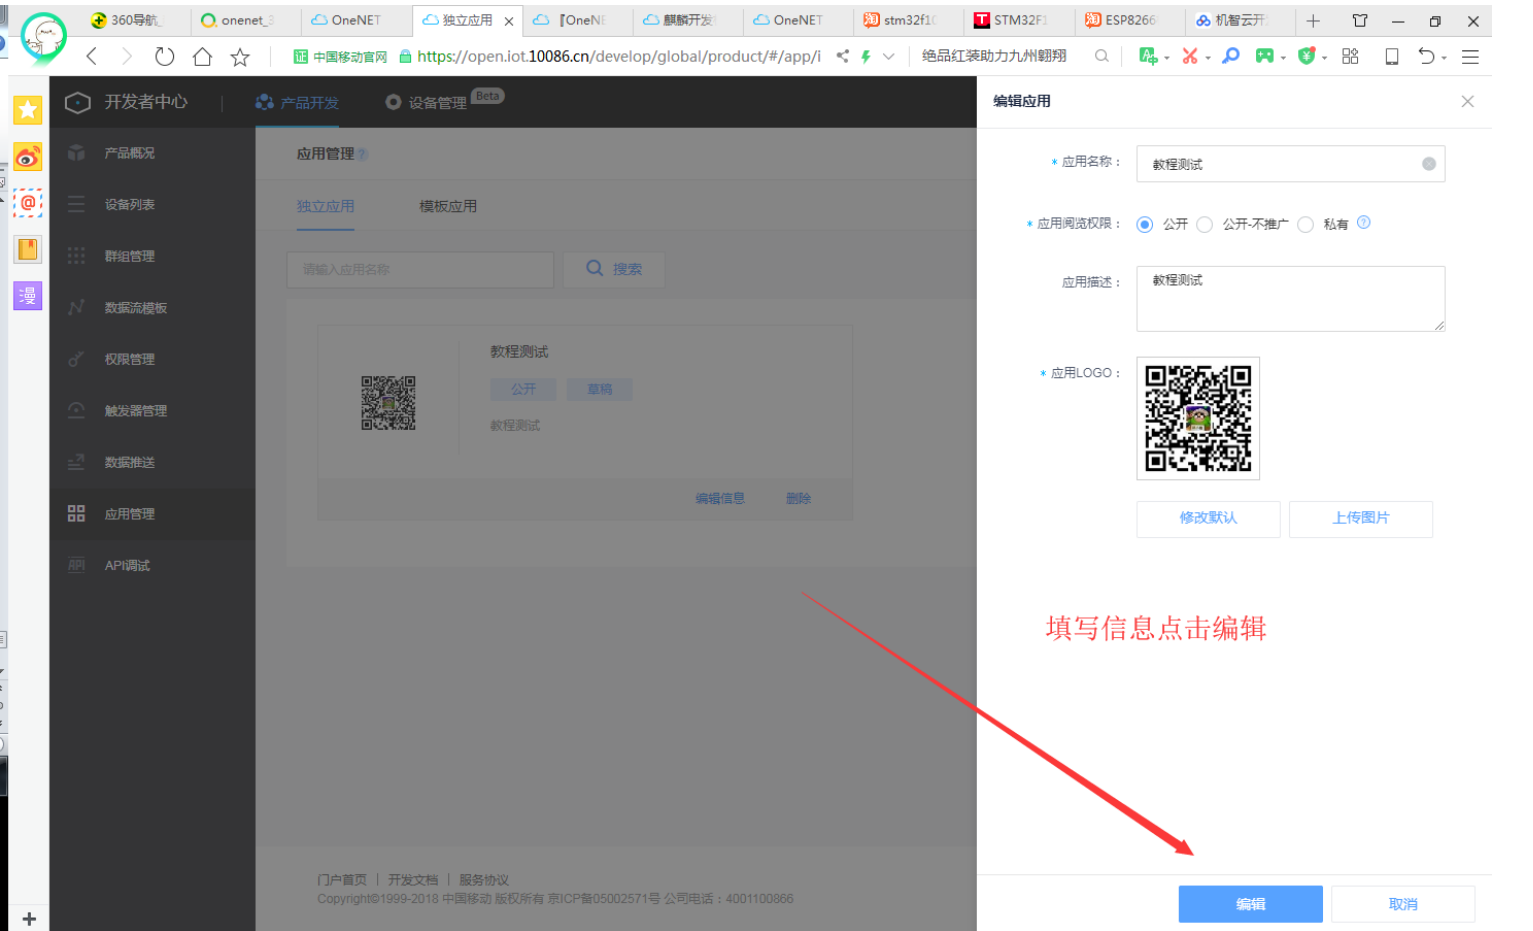 360导航_
onenet_3
OneNET
独立应用
『OneNE
麒麟开发
OneNET
stm32f10
STM32F1
ESP8266
机智云开
证 中国移动官网 https://open.iot.10086.cn/develop/global/product/#/app/i
绝品红装助力九州翱翔
开发者中心
产品开发
设备管理 Beta
产品概况
设备列表
群组管理
数据流模板
权限管理
触发器管理
数据推送
应用管理
API API调试
漫
应用管理?
独立应用
模板应用
请输入应用名称
搜索
教程测试
公开
草稿
教程测试
编辑信息
删除
门户首页 | 开发文档 | 服务协议
Copyright©1999-2018 中国移动 版权所有 京ICP备05002571号 公司电话：4001100866
编辑应用
* 应用名称：
教程测试
* 应用阅览权限：
公开
公开-不推广
私有 ?
应用描述：
教程测试
* 应用LOGO：
修改默认
上传图片
填写信息点击编辑
编辑
取消